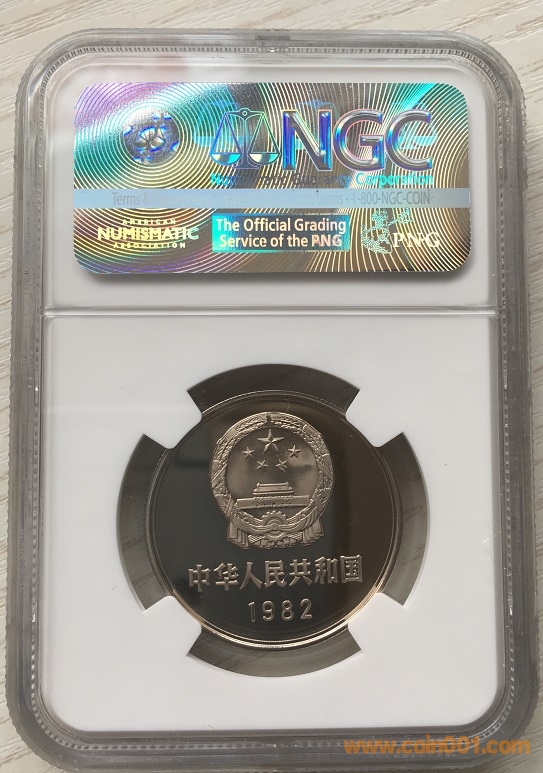 NGC
Corporation
Terms &
1-800-NGC-COIN
AMERICAN
NUMISMATIC
ASSOCIATION
The Official Grading
Service of the PNG
PNG
中华人民共和国
1982
www.coin001.com